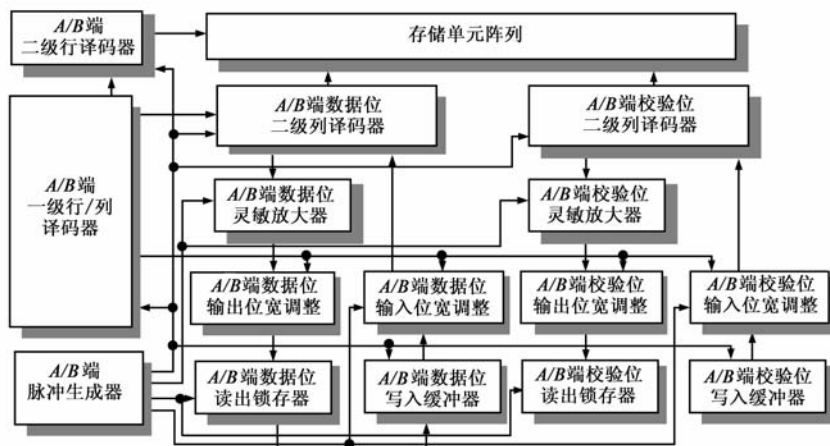 A/B端
二级行译码器
存储单元阵列
A/B端数据位
二级列译码器
A/B端校验位
二级列译码器
A/B端
一级行/列
译码器
A/B端数据位
灵敏放大器
A/B端校验位
灵敏放大器
A/B端数据位
输出位宽调整
A/B端数据位
输入位宽调整
A/B端校验位
输出位宽调整
A/B端校验位
输入位宽调整
A/B端
脉冲生成器
A/B端数据位
读出锁存器
A/B端数据位
写入缓冲器
A/B端校验位
读出锁存器
A/B端校验位
写入缓冲器